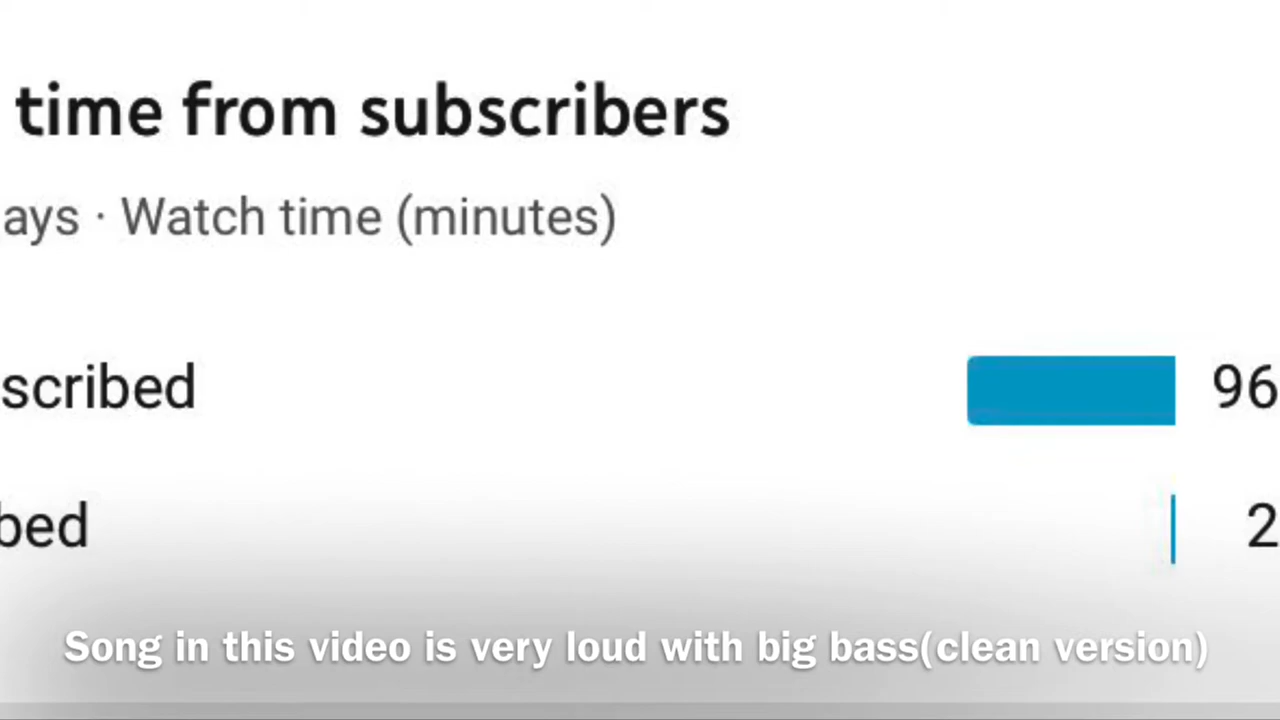 time from subscribers
ays · Watch time (minutes)
scribed 96
bed 2
Song in this video is very loud with big bass(clean version)